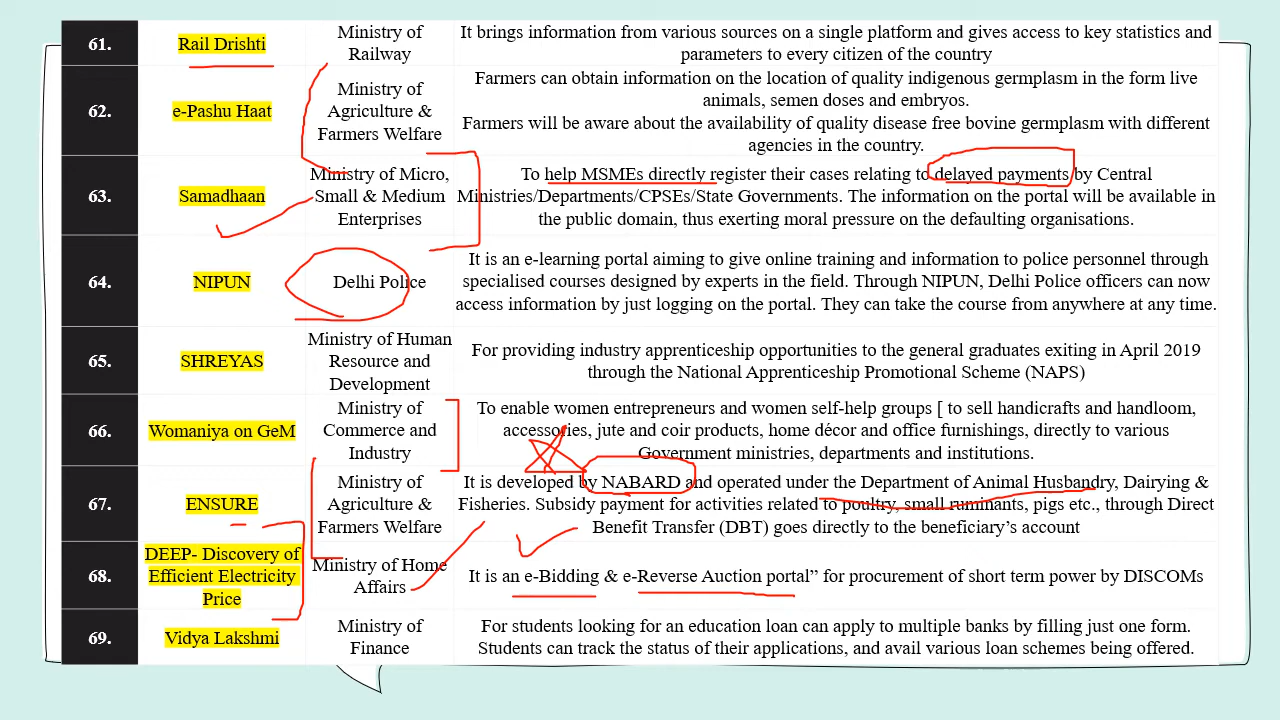 61.
Rail Drishti
Ministry of
Railway
It brings information from various sources on a single platform and gives access to key statistics and
parameters to every citizen of the country
62.
e-Pashu Haat
Ministry of
Agriculture &
Farmers Welfare
Farmers can obtain information on the location of quality indigenous germplasm in the form live
animals, semen doses and embryos.
Farmers will be aware about the availability of quality disease free bovine germplasm with different
agencies in the country.
63.
Samadhaan
Ministry of Micro,
Small & Medium
Enterprises
To help MSMEs directly register their cases relating to delayed payments by Central
Ministries/Departments/CPSEs/State Governments. The information on the portal will be available in
the public domain, thus exerting moral pressure on the defaulting organisations.
64.
NIPUN
Delhi Police
It is an e-learning portal aiming to give online training and information to police personnel through
specialised courses designed by experts in the field. Through NIPUN, Delhi Police officers can now
access information by just logging on the portal. They can take the course from anywhere at any time.
65.
SHREYAS
Ministry of Human
Resource and
Development
For providing industry apprenticeship opportunities to the general graduates exiting in April 2019
through the National Apprenticeship Promotional Scheme (NAPS)
66.
Womaniya on GeM
Ministry of
Commerce and
Industry
To enable women entrepreneurs and women self-help groups [ to sell handicrafts and handloom,
accessories, jute and coir products, home décor and office furnishings, directly to various
Government ministries, departments and institutions.
67.
ENSURE
Ministry of
Agriculture &
Farmers Welfare
It is developed by NABARD and operated under the Department of Animal Husbandry, Dairying &
Fisheries. Subsidy payment for activities related to poultry, small ruminants, pigs etc., through Direct
Benefit Transfer (DBT) goes directly to the beneficiary's account
68.
DEEP- Discovery of
Efficient Electricity
Price
Ministry of Home
Affairs
It is an e-Bidding & e-Reverse Auction portal” for procurement of short term power by DISCOMs
69.
Vidya Lakshmi
Ministry of
Finance
For students looking for an education loan can apply to multiple banks by filling just one form.
Students can track the status of their applications, and avail various loan schemes being offered.